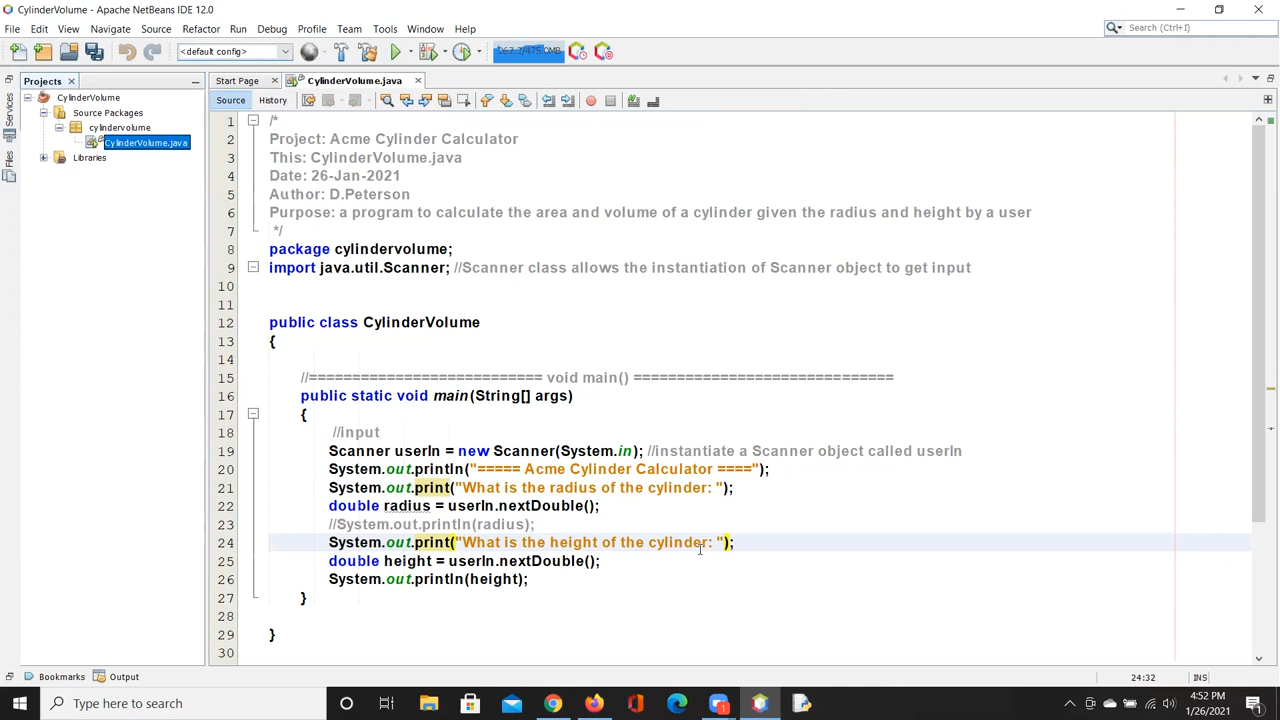 CylinderVolume - Apache NetBeans IDE 12.0
File Edit View Navigate Source Refactor Run Debug Profile Team Tools Window Help
Search (Ctrl+I)
<default config>
267.2/475.0MB
Projects
Start Page
CylinderVolume.java
Services
Files
CylinderVolume
Source Packages
cylindervolume
CylinderVolume.java
Libraries
Source History
1 /*
2 Project: Acme Cylinder Calculator
3 This: CylinderVolume.java
4 Date: 26-Jan-2021
5 Author: D.Peterson
6 Purpose: a program to calculate the area and volume of a cylinder given the radius and height by a user
7 */
8 package cylindervolume;
9 import java.util.Scanner; //Scanner class allows the instantiation of Scanner object to get input
10
11
12 public class CylinderVolume
13 {
14
15 //=========================== void main() ==============================
16 public static void main(String[] args)
17 {
18 //input
19 Scanner userIn = new Scanner(System.in); //instantiate a Scanner object called userIn
20 System.out.println("===== Acme Cylinder Calculator ====");
21 System.out.print("What is the radius of the cylinder: ");
22 double radius = userIn.nextDouble();
23 //System.out.println(radius);
24 System.out.print("What is the height of the cylinder: ");
25 double height = userIn.nextDouble();
26 System.out.println(height);
27 }
28
29 }
30
Bookmarks Output
24:32 INS
Type here to search
4:52 PM
1/26/2021